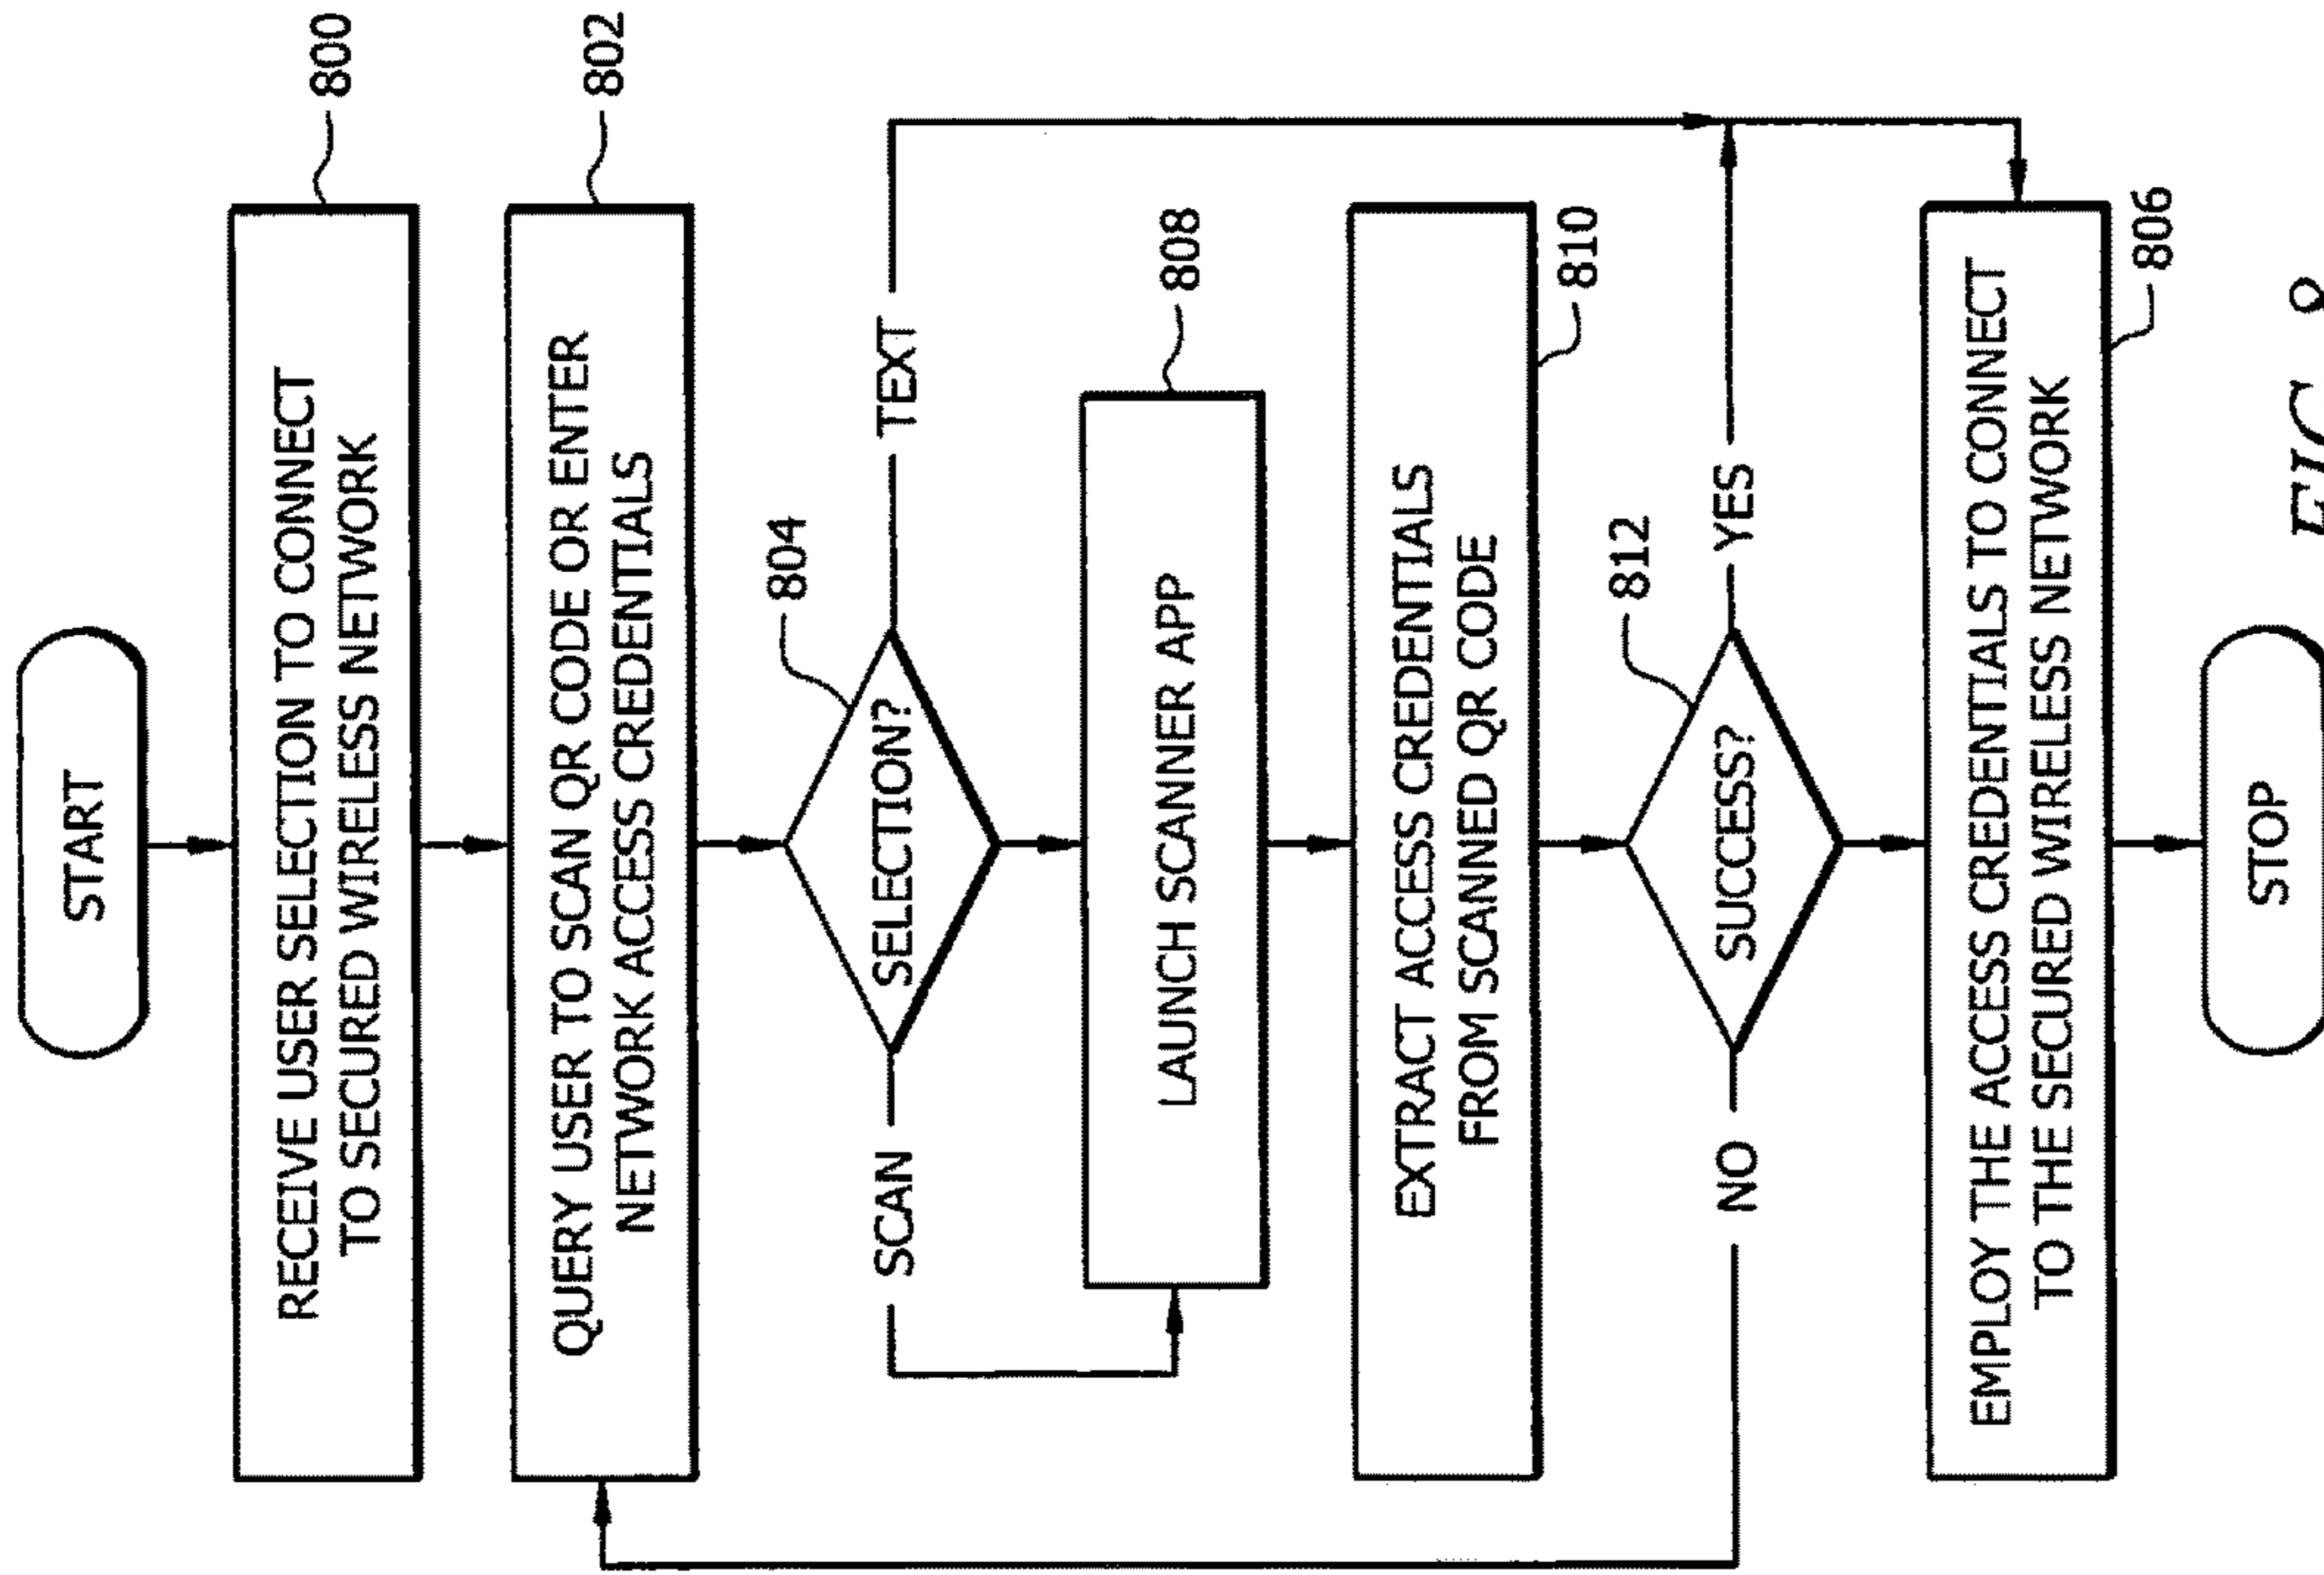 START
RECEIVE USER SELECTION TO CONNECT
TO SECURED WIRELESS NETWORK
800
QUERY USER TO SCAN QR CODE OR ENTER
NETWORK ACCESS CREDENTIALS
802
804
SCAN
SELECTION?
TEXT
LAUNCH SCANNER APP
808
EXTRACT ACCESS CREDENTIALS
FROM SCANNED QR CODE
810
812
NO
SUCCESS?
YES
EMPLOY THE ACCESS CREDENTIALS TO CONNECT
TO THE SECURED WIRELESS NETWORK
806
STOP
FIG. 8